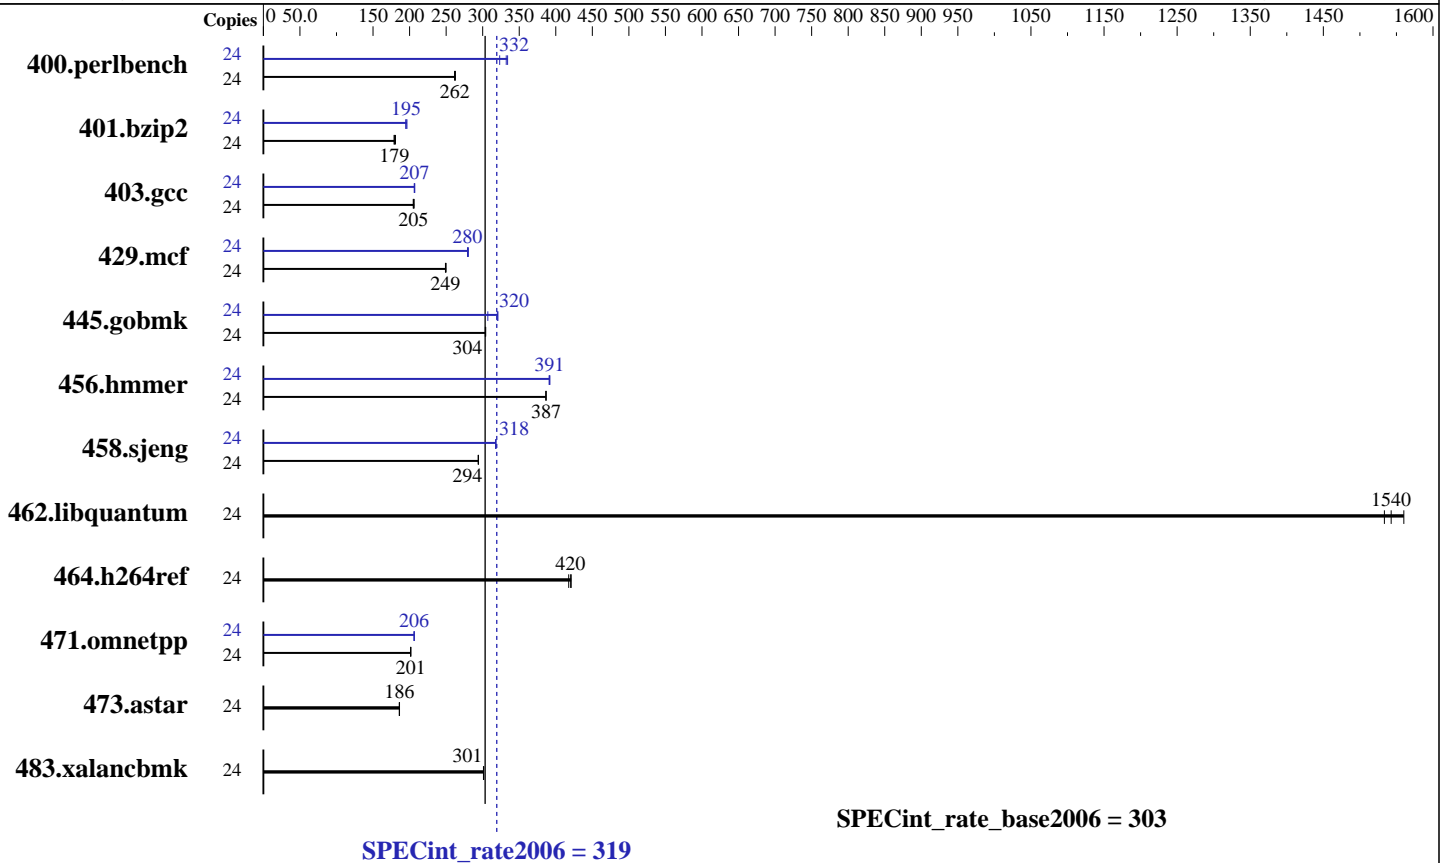 Copies 0 50.0 150 200 250 300 350 400 450 500 550 600 650 700 750 800 850 900 950 1050 1150 1250 1350 1450 1600
400.perlbench 24 332
24 262
401.bzip2 24 195
24 179
403.gcc 24 207
24 205
429.mcf 24 280
24 249
445.gobmk 24 320
24 304
456.hmmer 24 391
24 387
458.sjeng 24 318
24 294
462.libquantum 24 1540
464.h264ref 24 420
471.omnetpp 24 206
24 201
473.astar 24 186
483.xalancbmk 24 301
SPECint_rate_base2006 = 303
SPECint_rate2006 = 319